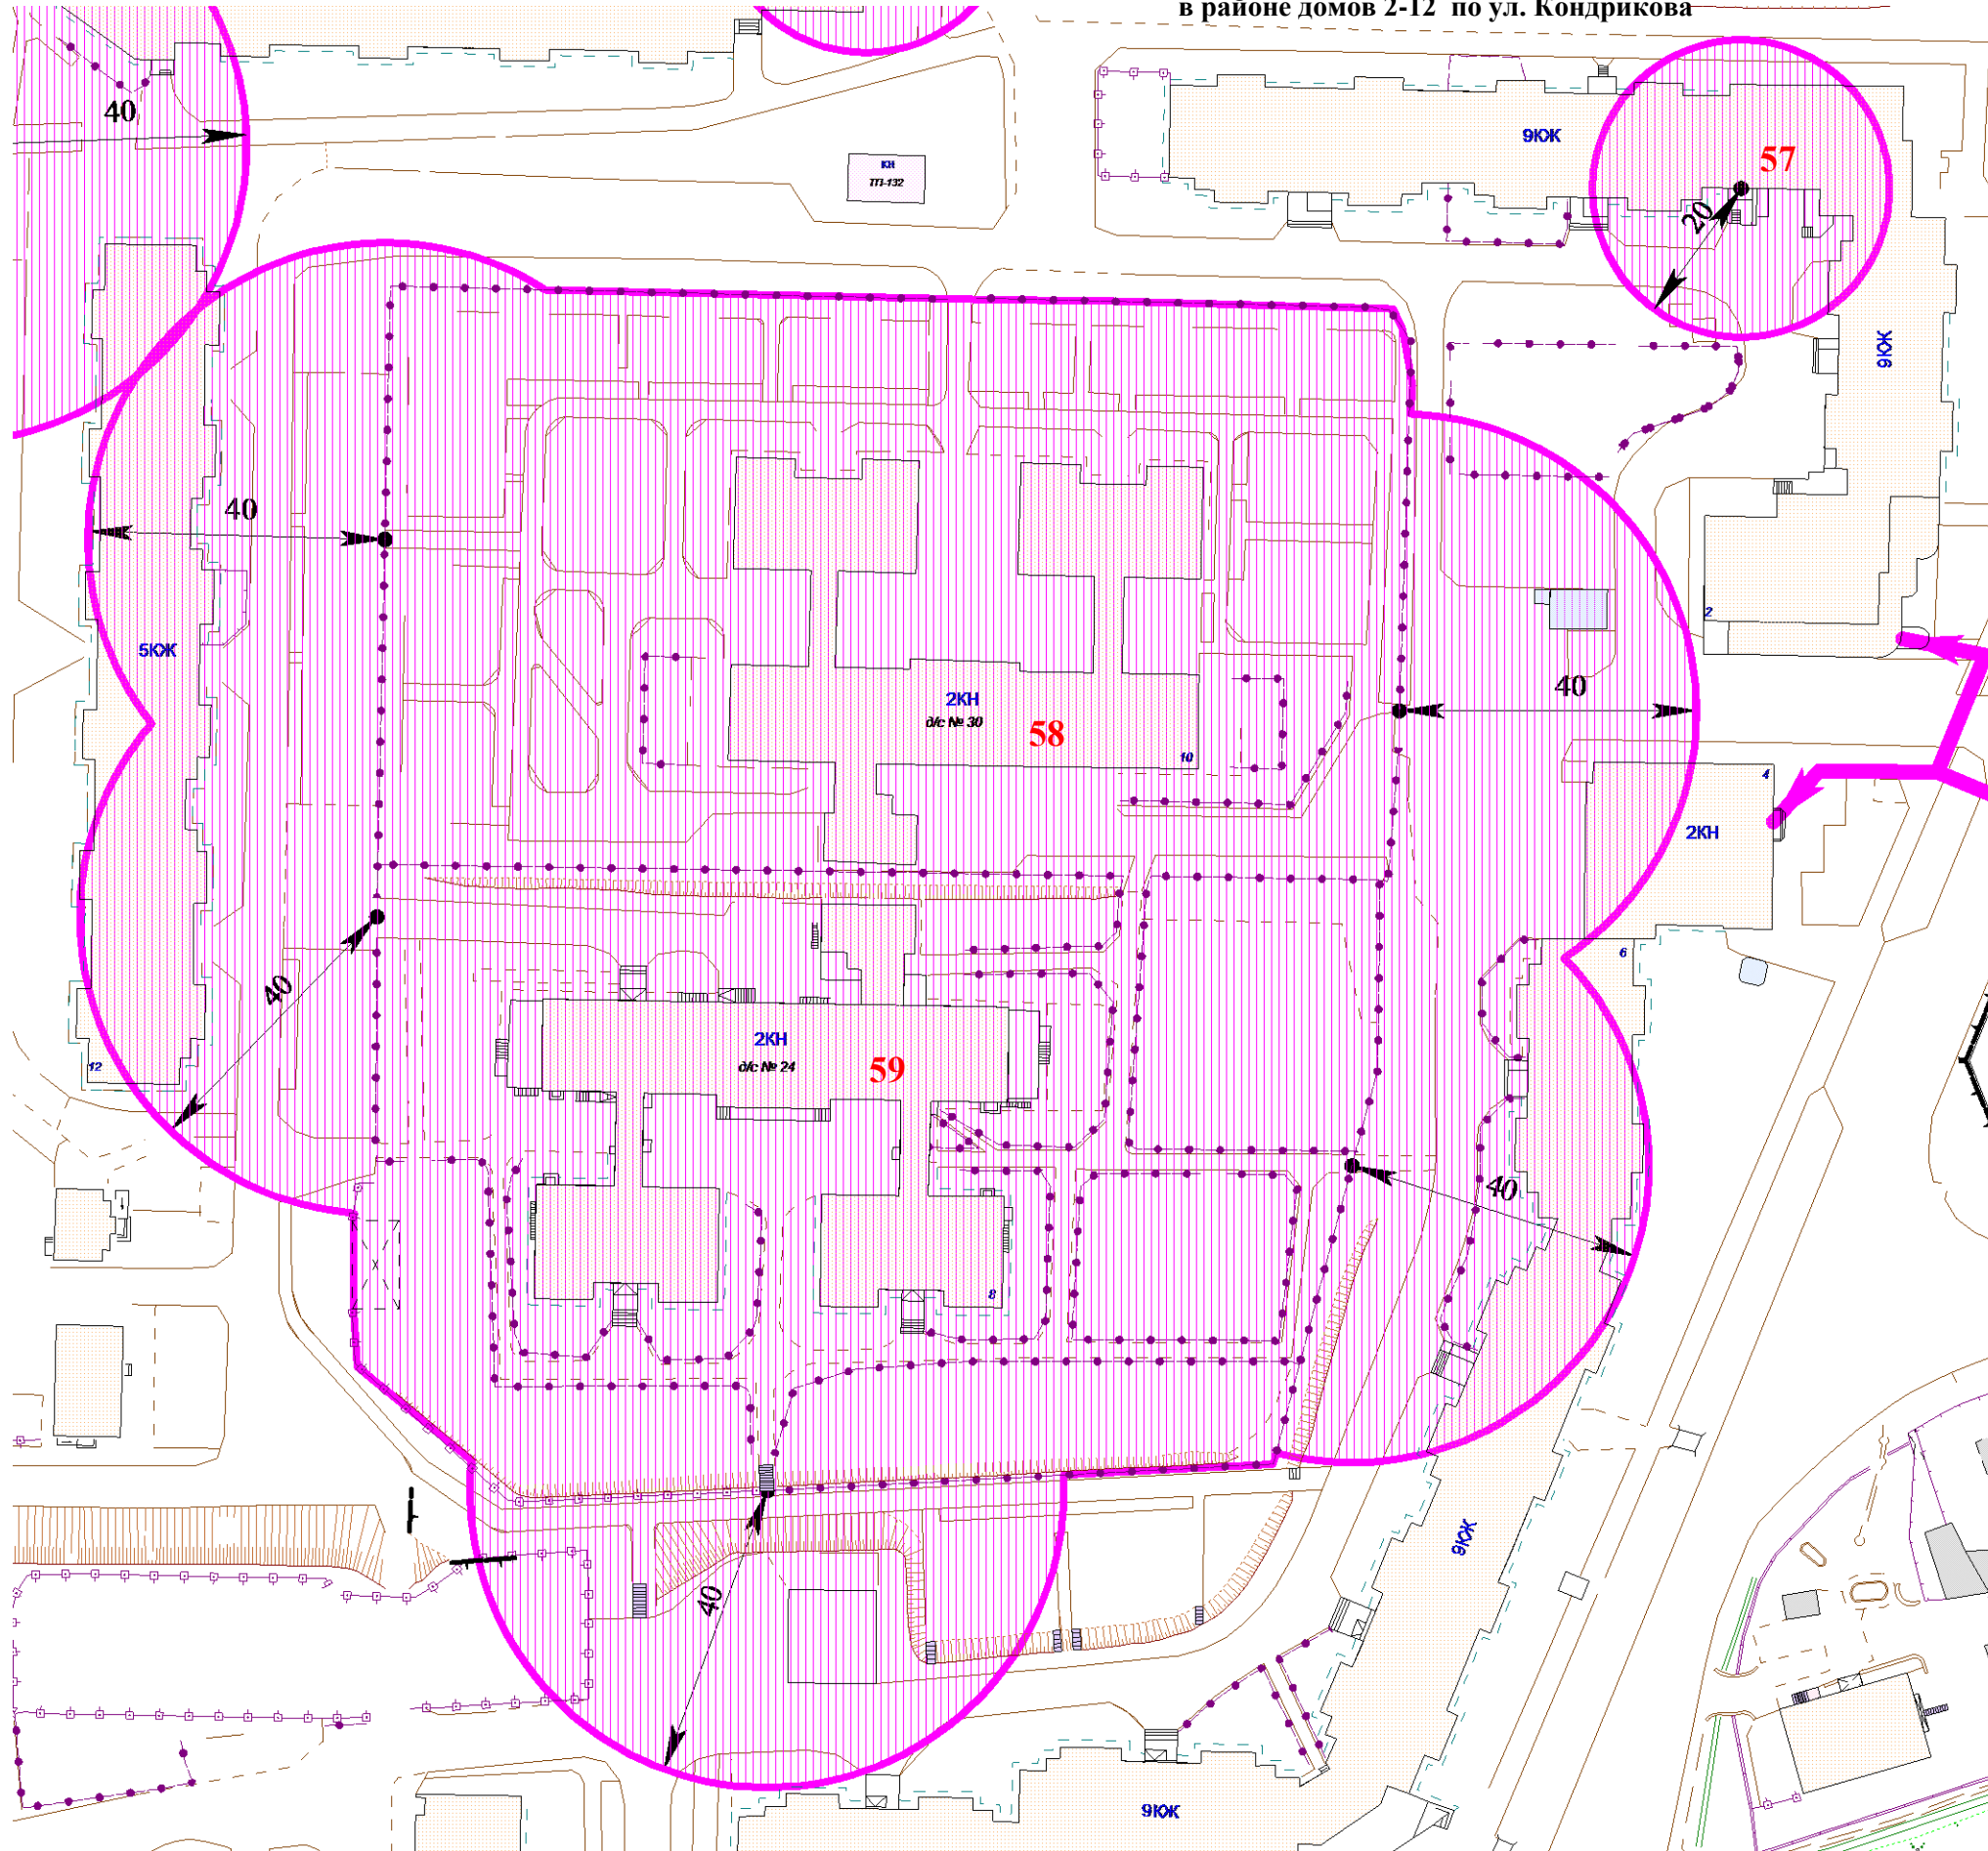 в районе домов 2-12 по ул. Кондрикова
40
КН
ТП-132
9КЖ
57
20
9КЖ
40
5КЖ
2
40
2КН
д/с № 30
58
10
4
2КН
6
40
2КН
д/с № 24
59
12
40
8
9КЖ
40
9КЖ